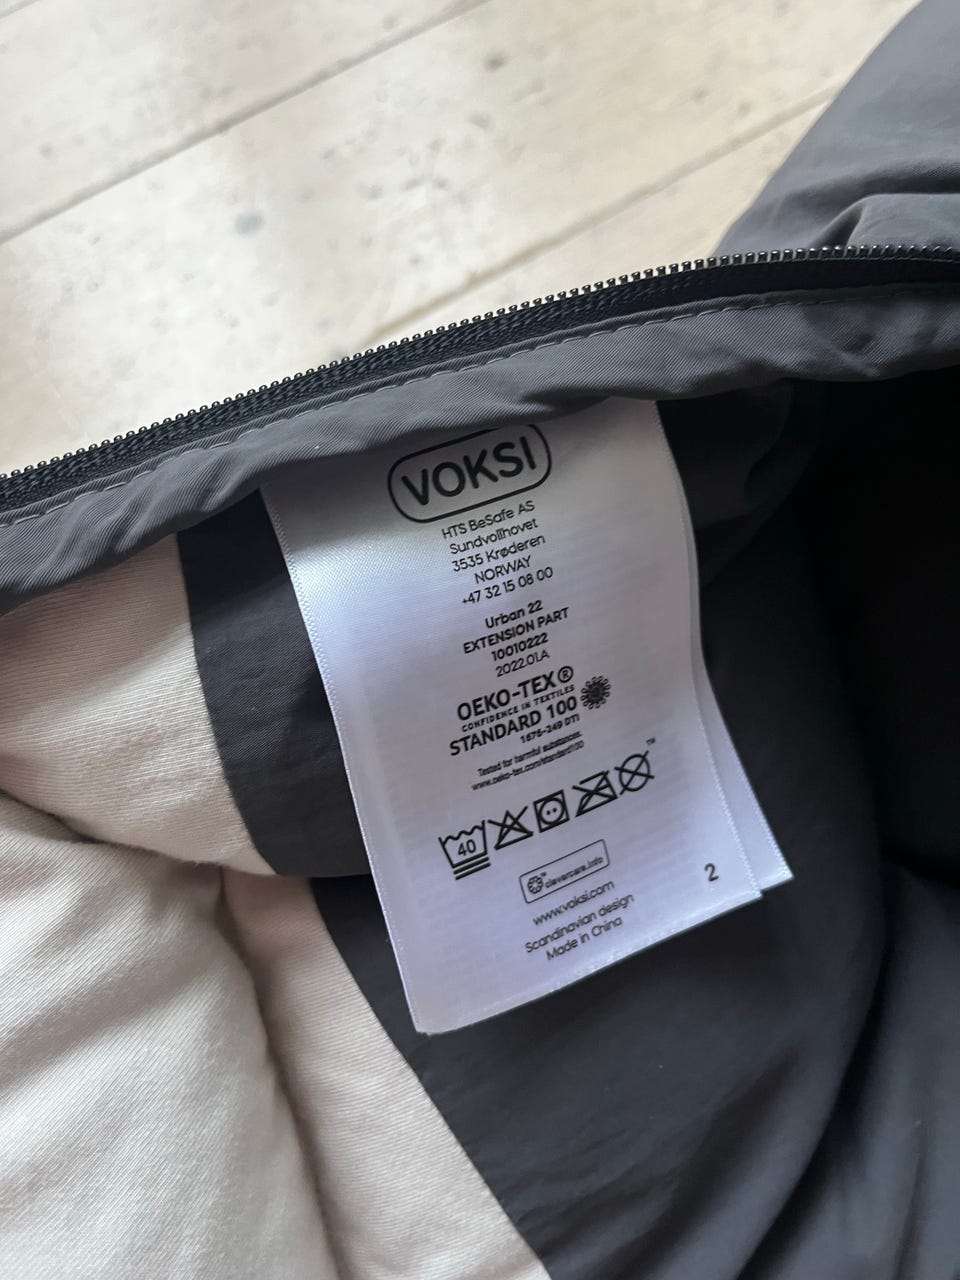 VOKSI
HTS BeSafe AS
Sundvollhovet
3535 Krøderen
NORWAY
+47 32 15 08 00
Urban 22
EXTENSION PART
10010222
2022.01.A
OEKO-TEX®
CONFIDENCE IN TEXTILES
STANDARD 100
1676-249 DTI
Tested for harmful substances.
www.oeko-tex.com/standard100
40
TM
clevercare.info
www.voksi.com
Scandinavian design
Made in China
2